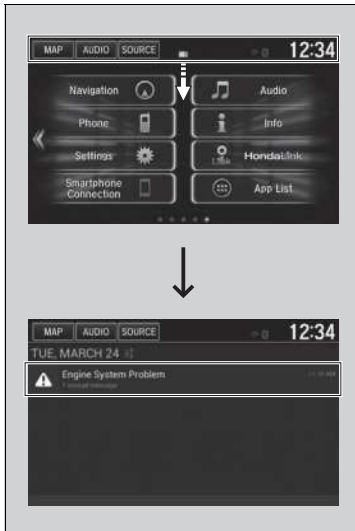 MAP AUDIO SOURCE 12:34
Navigation Audio
Phone Info
Settings HondaLink
Smartphone
Connection App List
MAP AUDIO SOURCE 12:34
TUE, MARCH 24
Engine System Problem